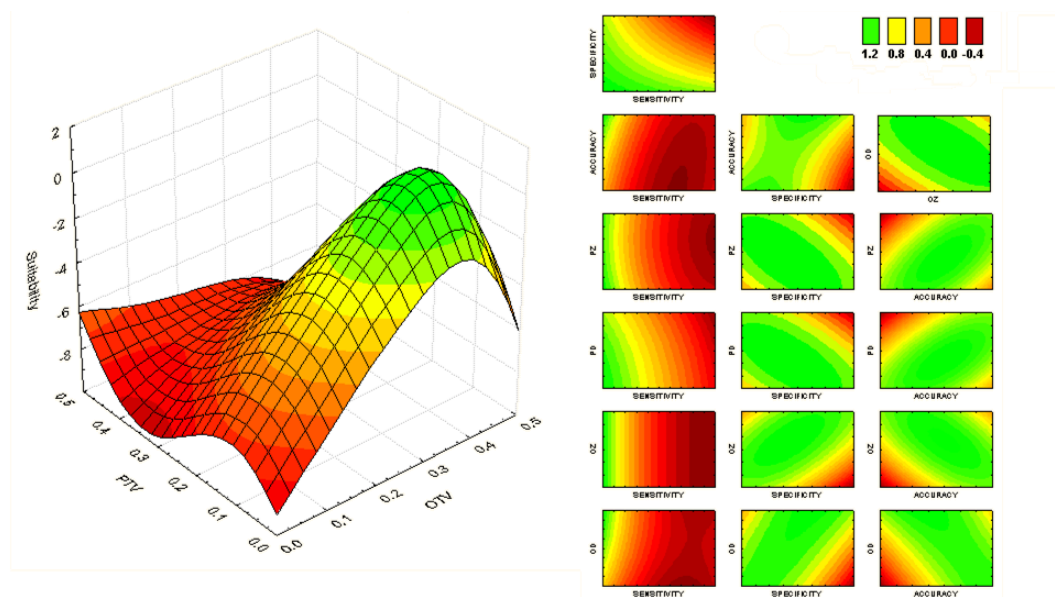 2
0
-2
-4
.6
.8
Suitability
0.5
0.4
0.3
0.2
0.1
0.0
PTV
0.0
0.1
0.2
0.3
0.4
0.5
OTV
1.2 0.8 0.4 0.0 -0.4
SPECIFICITY
SENSITIVITY
ACCURACY
SENSITIVITY
ACCURACY
SPECIFICITY
OD
OZ
PZ
SENSITIVITY
PZ
SPECIFICITY
PZ
ACCURACY
SENSITIVITY
SPECIFICITY
ACCURACY
OZ
SENSITIVITY
OZ
SPECIFICITY
OZ
ACCURACY
OD
SENSITIVITY
OD
SPECIFICITY
OD
ACCURACY